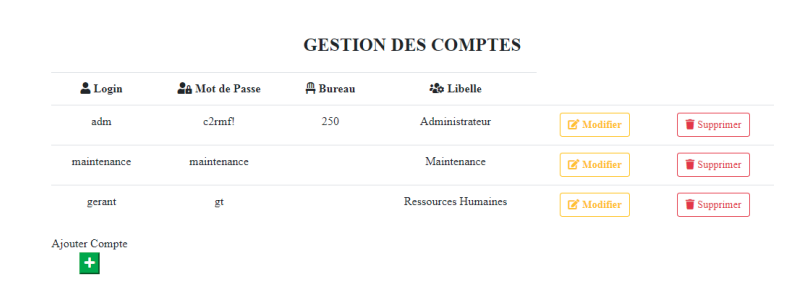 GESTION DES COMPTES
Login Mot de Passe Bureau Libelle
adm c2rmf! 250 Administrateur Modifier Supprimer
maintenance maintenance Maintenance Modifier Supprimer
gerant gt Ressources Humaines Modifier Supprimer
Ajouter Compte